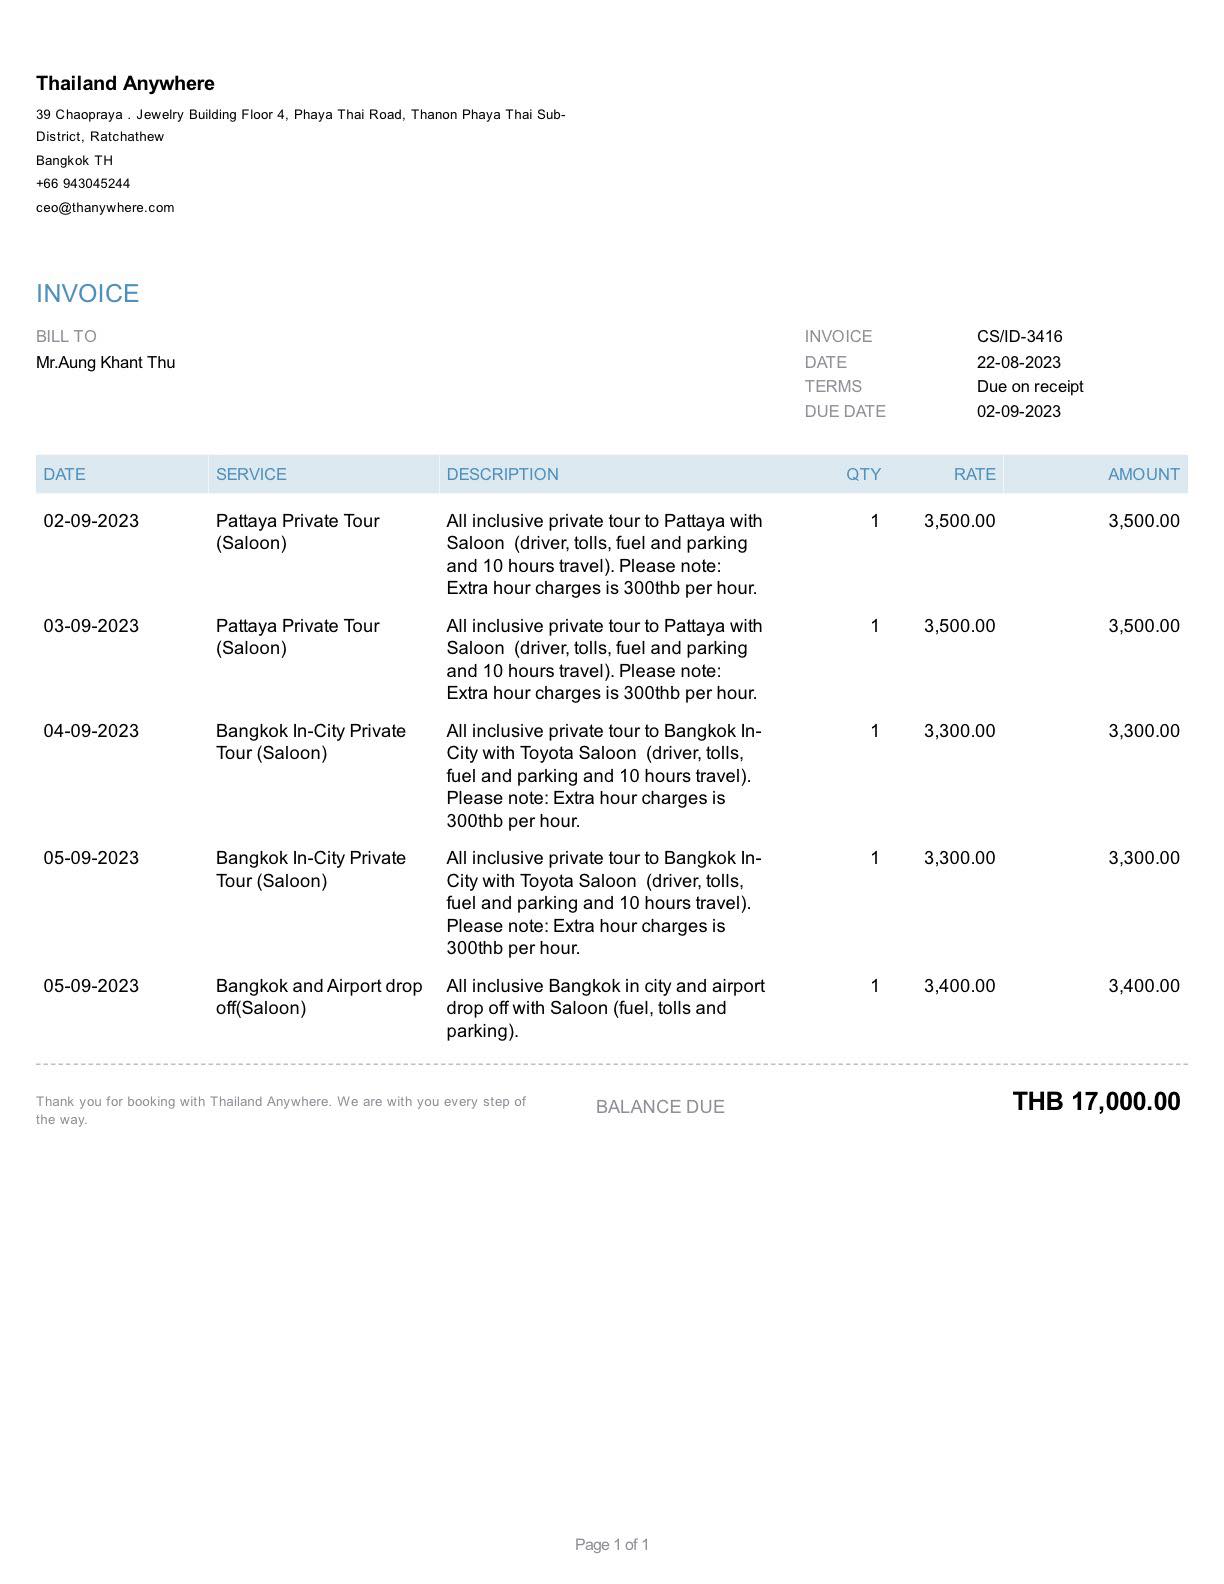 Thailand Anywhere
39 Chaopraya . Jewelry Building Floor 4, Phaya Thai Road, Thanon Phaya Thai Sub-
District, Ratchathew
Bangkok TH
+66 943045244
ceo@thanywhere.com
INVOICE
BILL TO
Mr.Aung Khant Thu
INVOICE CS/ID-3416
DATE 22-08-2023
TERMS Due on receipt
DUE DATE 02-09-2023
DATE SERVICE DESCRIPTION QTY RATE AMOUNT
02-09-2023 Pattaya Private Tour All inclusive private tour to Pattaya with 1 3,500.00 3,500.00
(Saloon) Saloon (driver, tolls, fuel and parking
and 10 hours travel). Please note:
Extra hour charges is 300thb per hour.
03-09-2023 Pattaya Private Tour All inclusive private tour to Pattaya with 1 3,500.00 3,500.00
(Saloon) Saloon (driver, tolls, fuel and parking
and 10 hours travel). Please note:
Extra hour charges is 300thb per hour.
04-09-2023 Bangkok In-City Private All inclusive private tour to Bangkok In- 1 3,300.00 3,300.00
Tour (Saloon) City with Toyota Saloon (driver, tolls,
fuel and parking and 10 hours travel).
Please note: Extra hour charges is
300thb per hour.
05-09-2023 Bangkok In-City Private All inclusive private tour to Bangkok In- 1 3,300.00 3,300.00
Tour (Saloon) City with Toyota Saloon (driver, tolls,
fuel and parking and 10 hours travel).
Please note: Extra hour charges is
300thb per hour.
05-09-2023 Bangkok and Airport drop All inclusive Bangkok in city and airport 1 3,400.00 3,400.00
off(Saloon) drop off with Saloon (fuel, tolls and
parking).
Thank you for booking with Thailand Anywhere. We are with you every step of
the way.
BALANCE DUE THB 17,000.00
Page 1 of 1